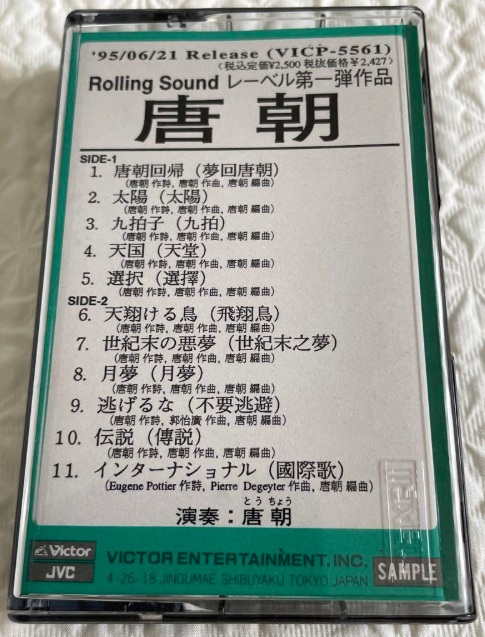 '95/06/21 Release (VICP-5561)
(税込定価¥2,500 税抜価格¥2,427)
Rolling Sound レーベル第一弾作品
唐 朝
SIDE-1
1. 唐朝回帰(夢回唐朝)
(唐朝 作詩, 唐朝 作曲, 唐朝 編曲)
2. 太陽(太陽)
(唐朝 作詩, 唐朝 作曲, 唐朝 編曲)
3. 九拍子(九拍)
(唐朝 作詩, 唐朝 作曲, 唐朝 編曲)
4. 天国(天堂)
(唐朝 作詩, 唐朝 作曲, 唐朝 編曲)
5. 選択(選擇)
(唐朝 作詩, 唐朝 作曲, 唐朝 編曲)
SIDE-2
6. 天翔ける鳥(飛翔鳥)
(唐朝 作詩, 唐朝 作曲, 唐朝 編曲)
7. 世紀末の悪夢(世紀末之夢)
(唐朝 作詩, 唐朝 作曲, 唐朝 編曲)
8. 月夢(月夢)
(唐朝 作詩, 唐朝 作曲, 唐朝 編曲)
9. 逃げるな(不要逃避)
(唐朝 作詩, 郭怡廣 作曲, 唐朝 編曲)
10. 伝説(傳説)
(唐朝 作詩, 唐朝 作曲, 唐朝 編曲)
11. インターナショナル(國際歌)
(Eugene Pottier 作詩, Pierre Degeyter 作曲, 唐朝 編曲)
とう ちょう
演奏:唐 朝
Victor
JVC
VICTOR ENTERTAINMENT, INC.
4-26-18 JINGUMAE SHIBUYAKU TOKYO JAPAN
SAMPLE